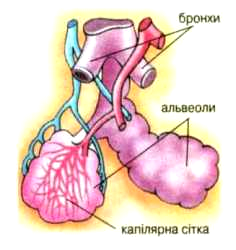 бронхи
альвеоли
капілярна сітка